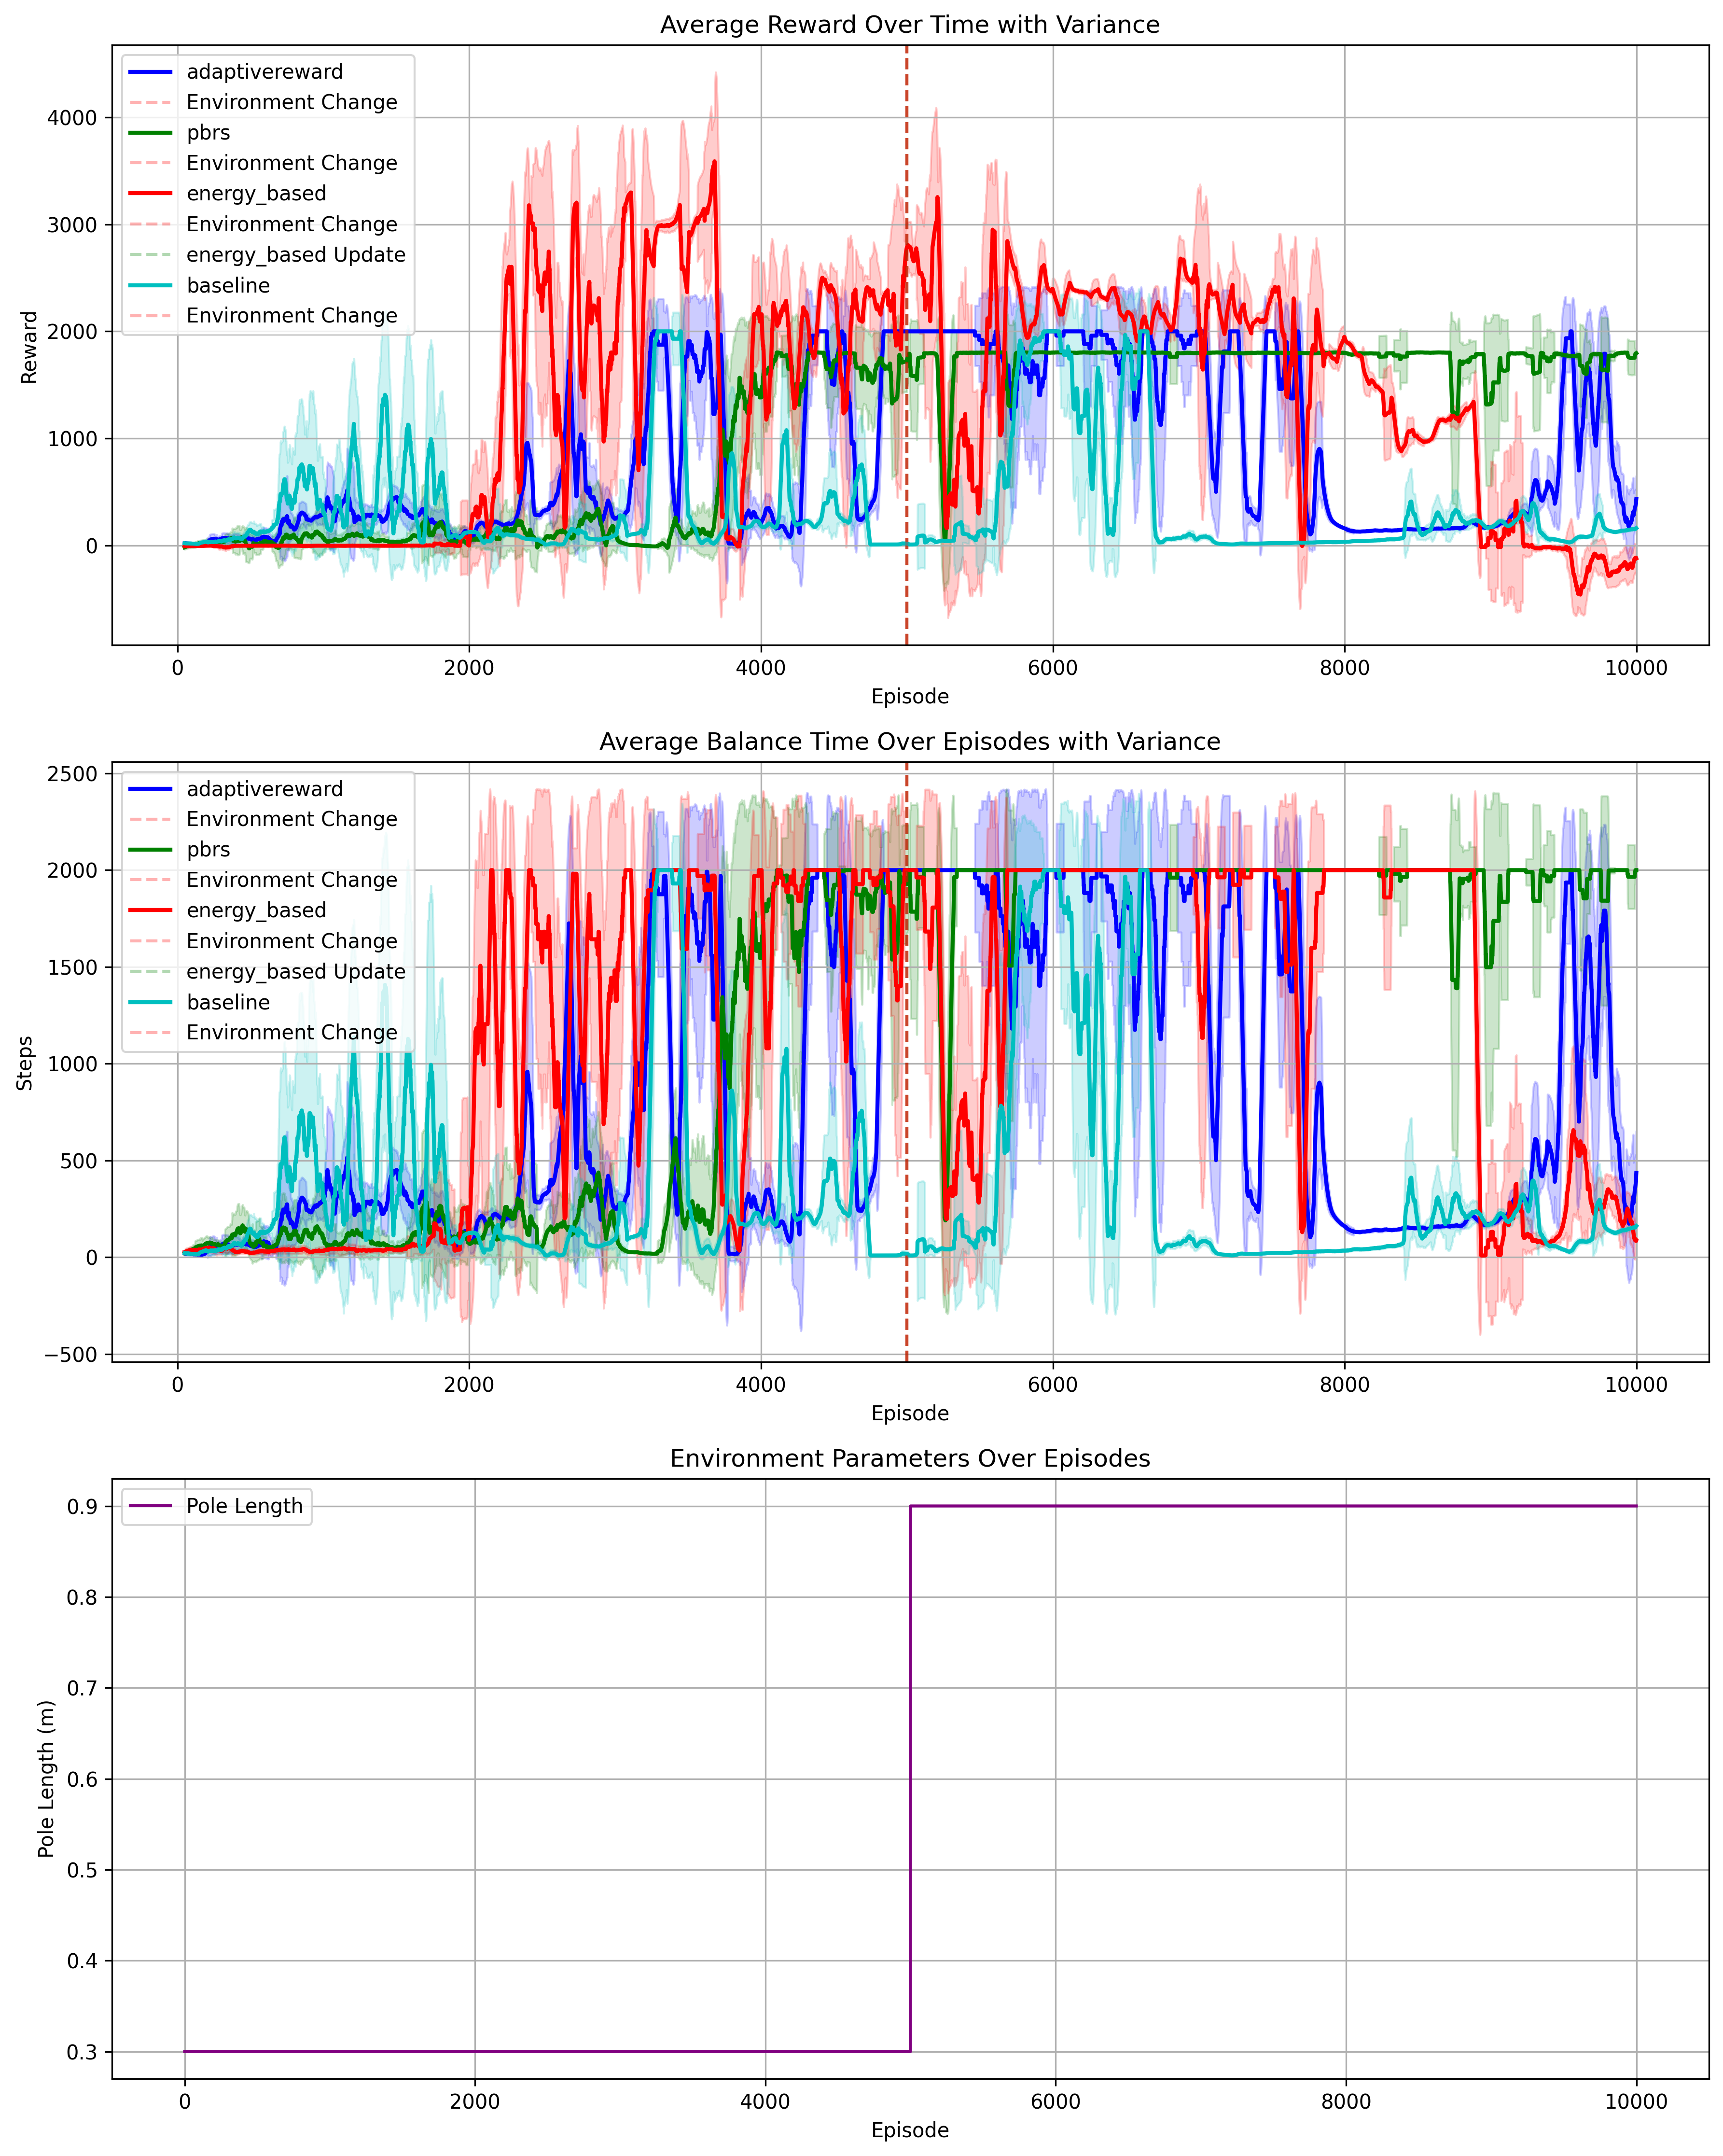 Average Reward Over Time with Variance
adaptivereward
Environment Change
pbrs
Environment Change
energy_based
Environment Change
energy_based Update
baseline
Environment Change
4000
3000
2000
1000
0
Reward
0 2000 4000 6000 8000 10000
Episode
Average Balance Time Over Episodes with Variance
adaptivereward
Environment Change
pbrs
Environment Change
energy_based
Environment Change
energy_based Update
baseline
Environment Change
2500
2000
1500
1000
500
0
−500
Steps
0 2000 4000 6000 8000 10000
Episode
Environment Parameters Over Episodes
Pole Length
0.9
0.8
0.7
0.6
0.5
0.4
0.3
Pole Length (m)
0 2000 4000 6000 8000 10000
Episode